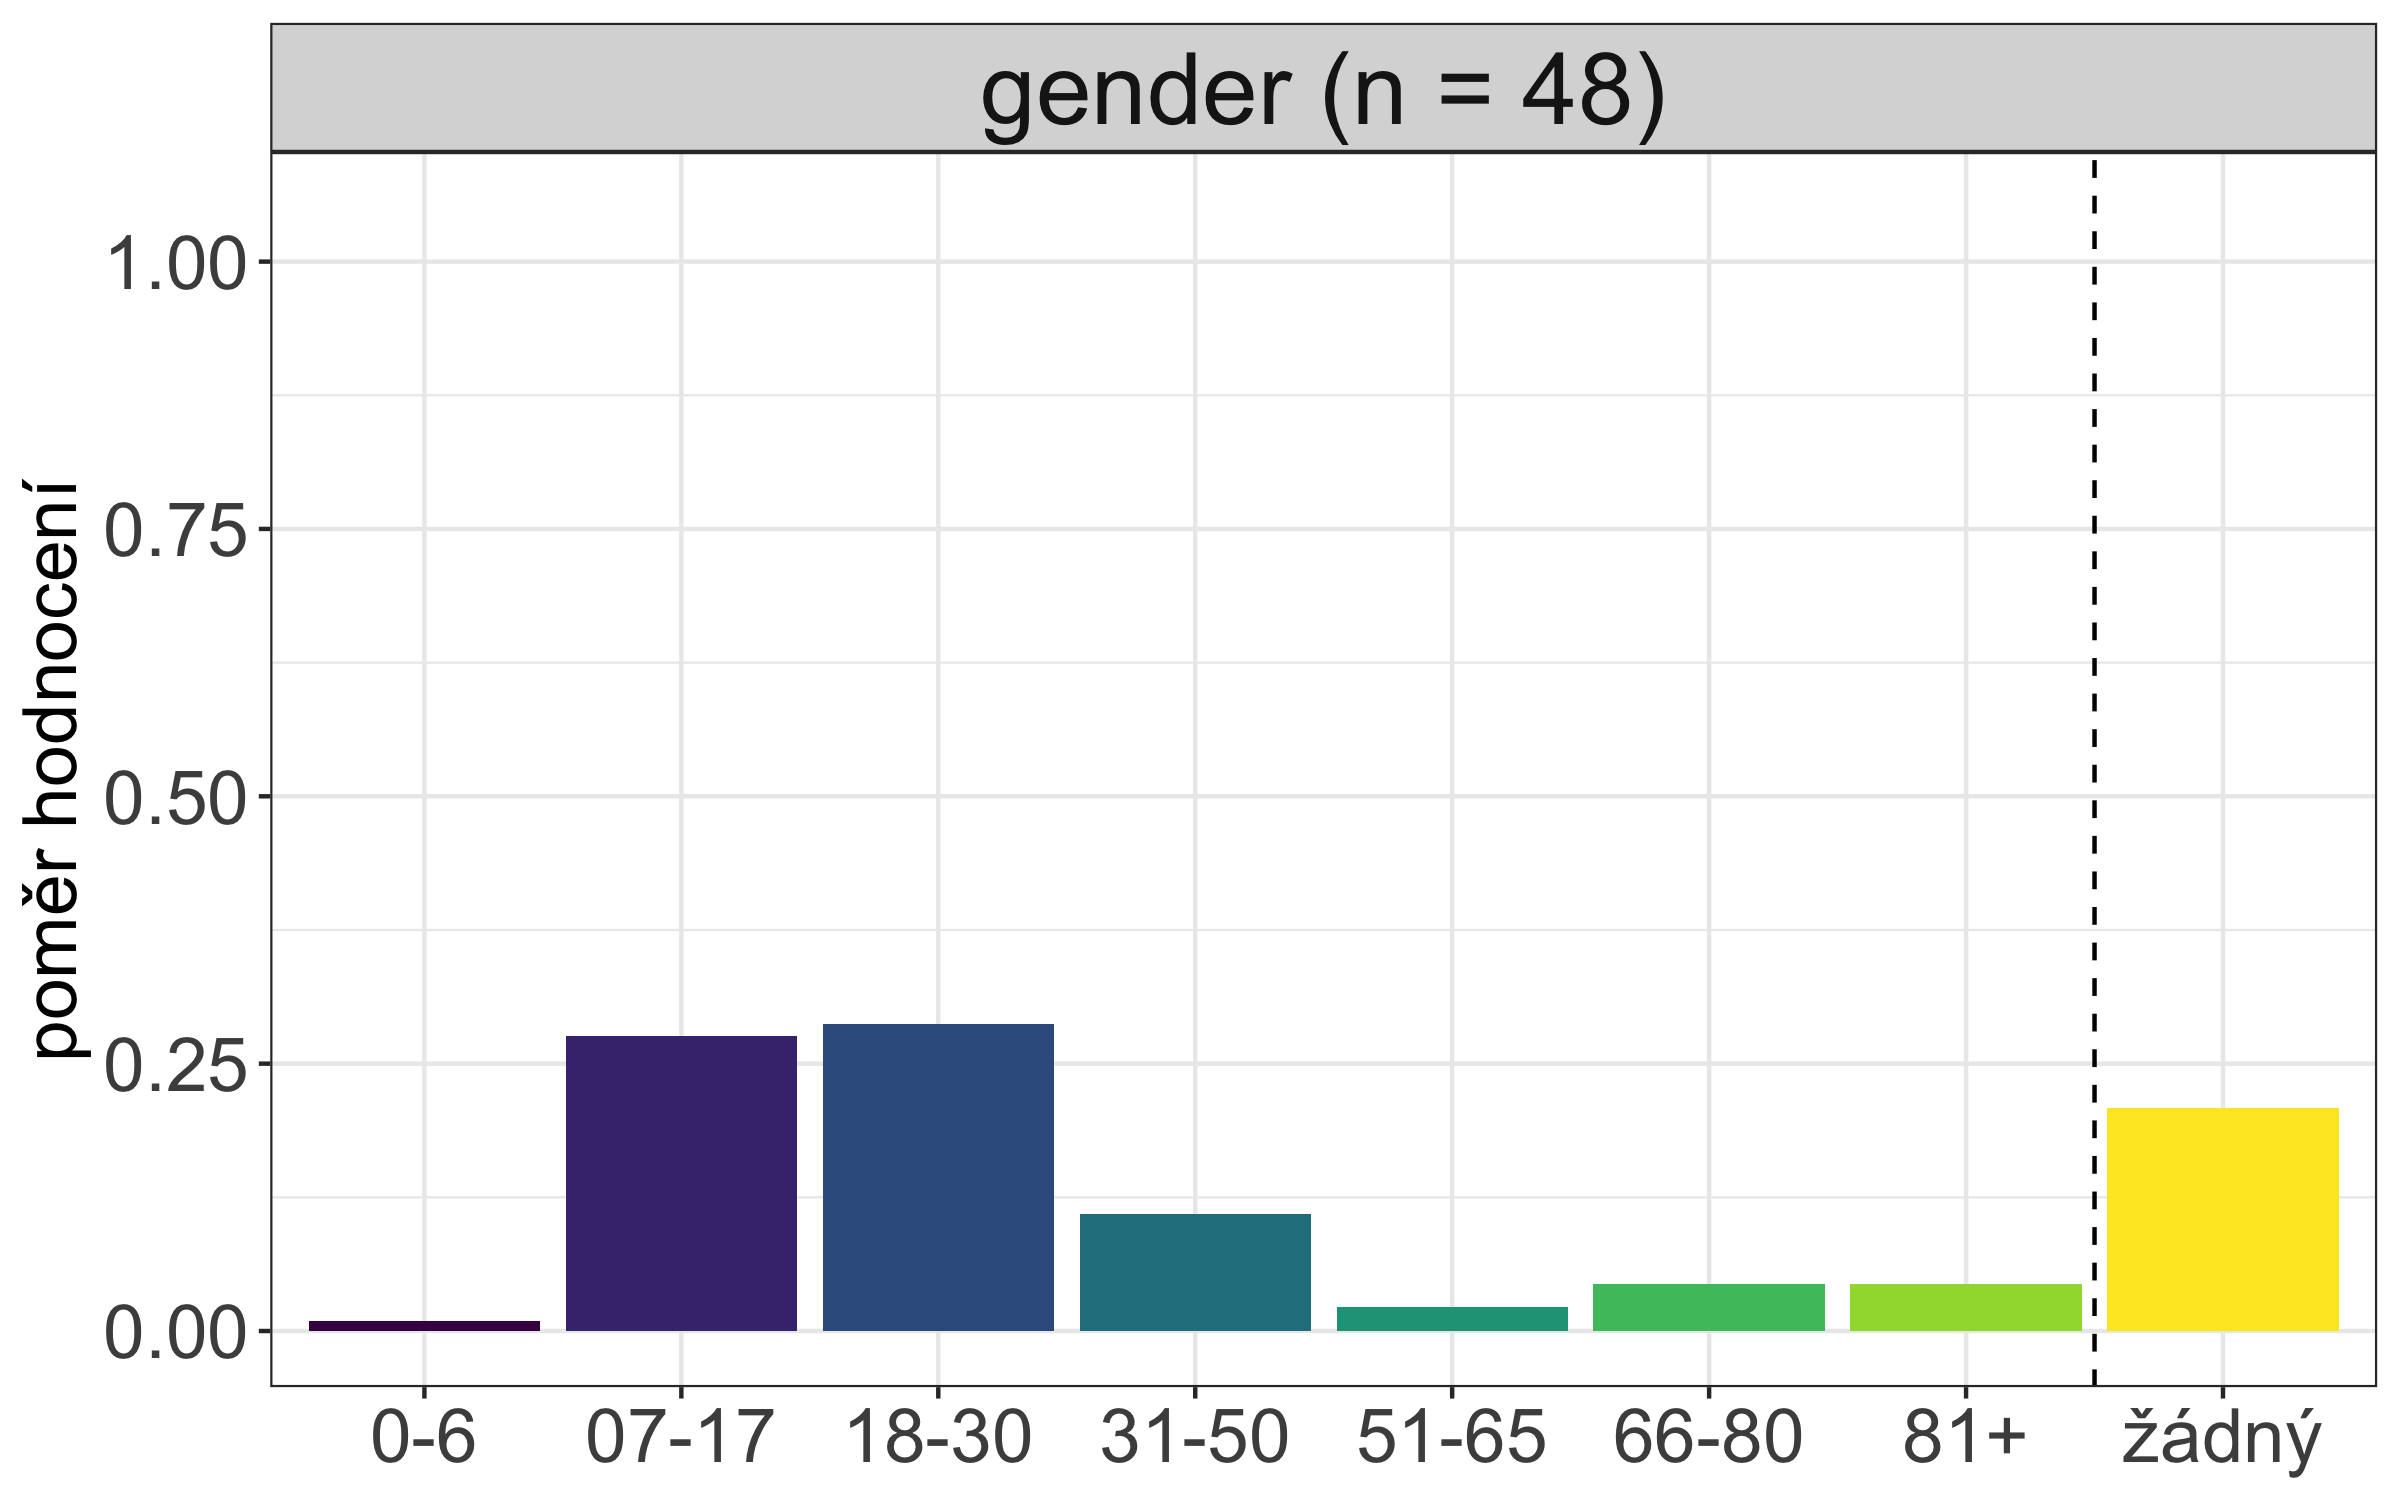 gender (n = 48)
poměr hodnocení
1.00
0.75
0.50
0.25
0.00
0-6 07-17 18-30 31-50 51-65 66-80 81+ žádný